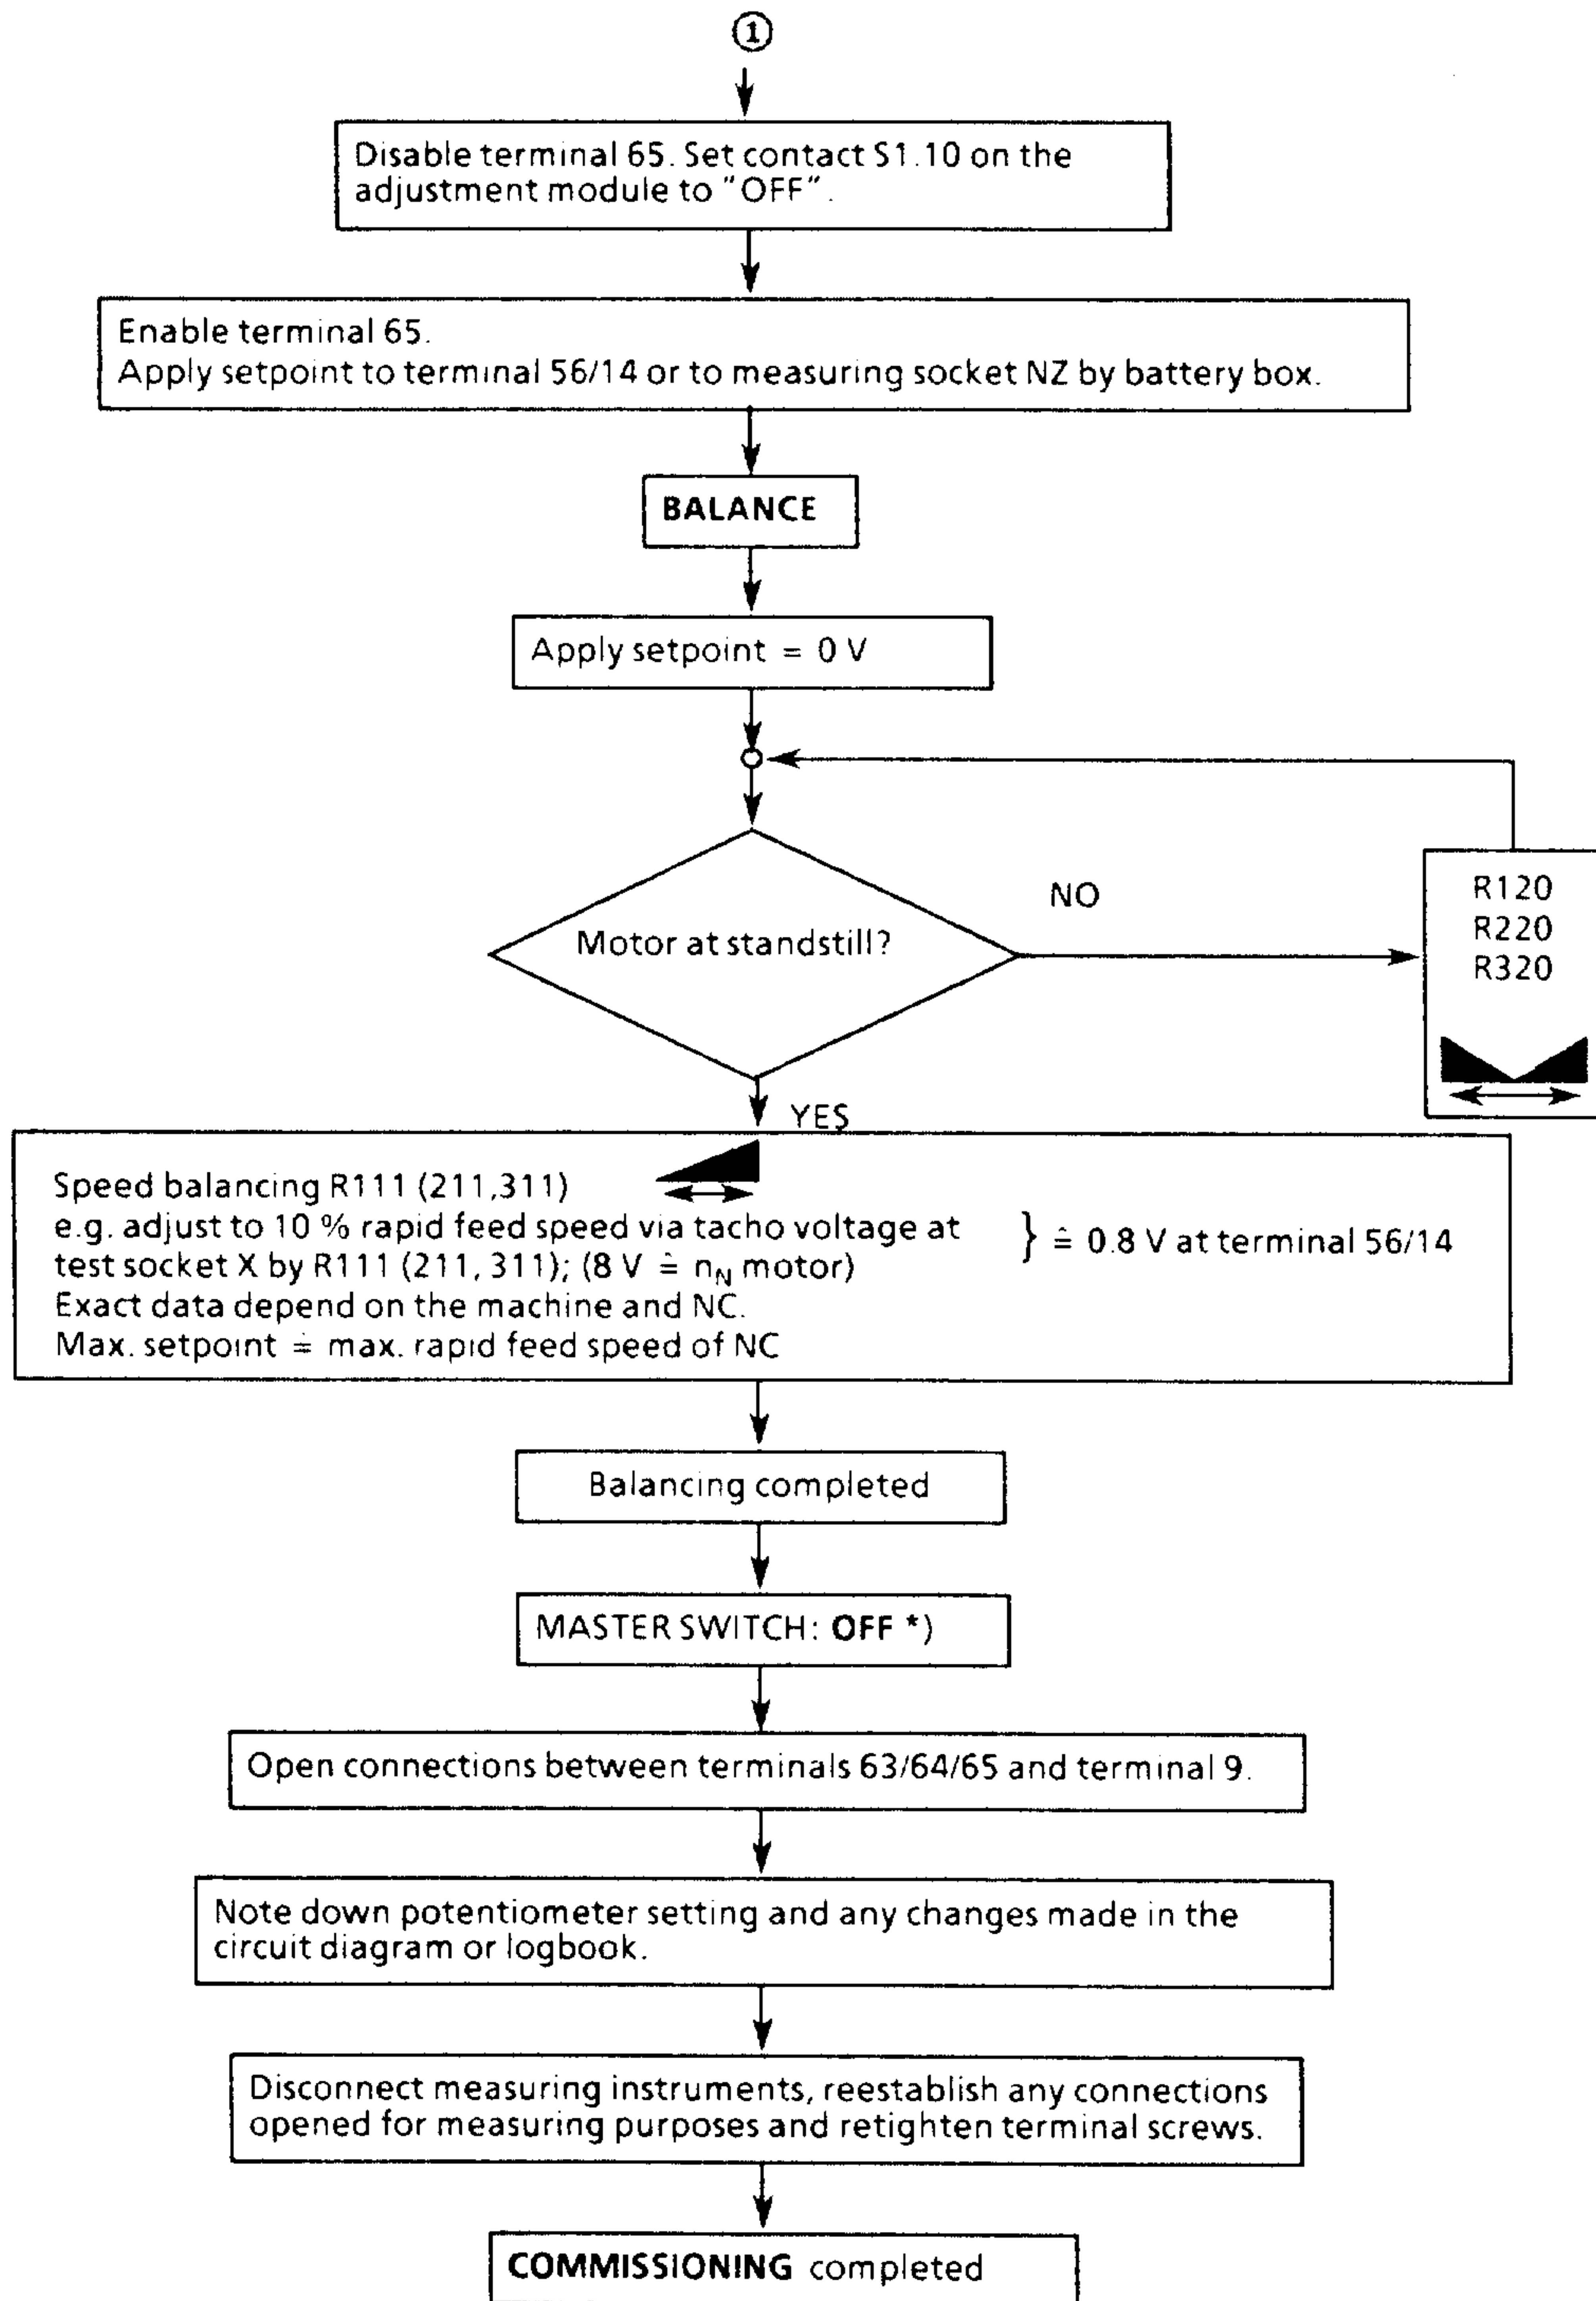 ①
Disable terminal 65. Set contact S1.10 on the
adjustment module to "OFF".
Enable terminal 65.
Apply setpoint to terminal 56/14 or to measuring socket NZ by battery box.
BALANCE
Apply setpoint = 0 V
Motor at standstill?
NO
R120
R220
R320
YES
Speed balancing R111 (211,311)
e.g. adjust to 10 % rapid feed speed via tacho voltage at
test socket X by R111 (211, 311); (8 V ≙ n_N motor)
} ≙ 0.8 V at terminal 56/14
Exact data depend on the machine and NC.
Max. setpoint ≙ max. rapid feed speed of NC
Balancing completed
MASTER SWITCH: OFF *)
Open connections between terminals 63/64/65 and terminal 9.
Note down potentiometer setting and any changes made in the
circuit diagram or logbook.
Disconnect measuring instruments, reestablish any connections
opened for measuring purposes and retighten terminal screws.
COMMISSIONING completed